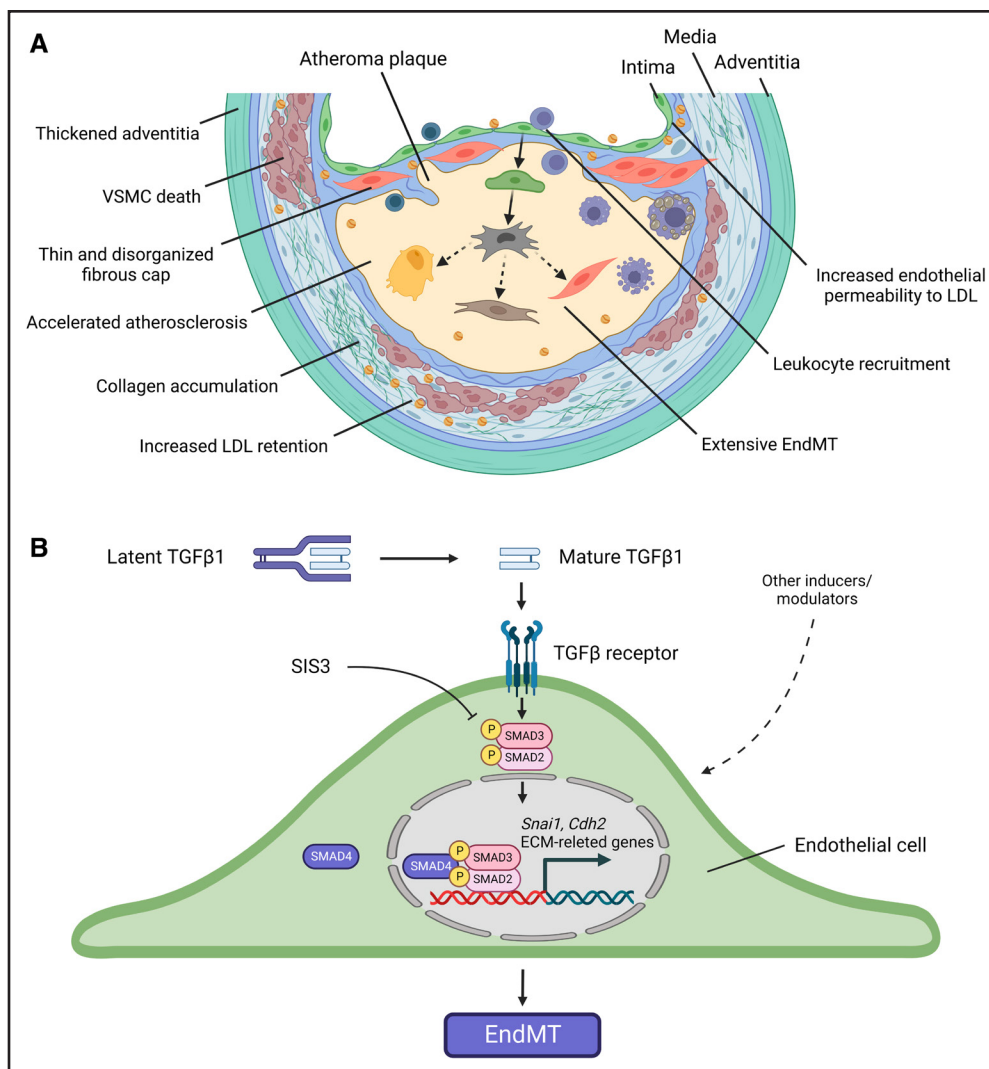 A
Atheroma plaque
Media
Intima
Adventitia
Thickened adventitia
VSMC death
Thin and disorganized
fibrous cap
Accelerated atherosclerosis
Collagen accumulation
Increased LDL retention
Increased endothelial
permeability to LDL
Leukocyte recruitment
Extensive EndMT
B
Latent TGFβ1
Mature TGFβ1
Other inducers/
modulators
TGFβ receptor
SIS3
P
SMAD3
P
SMAD2
Snai1, Cdh2
ECM-releted genes
SMAD4
SMAD4
P
SMAD3
P
SMAD2
Endothelial cell
EndMT